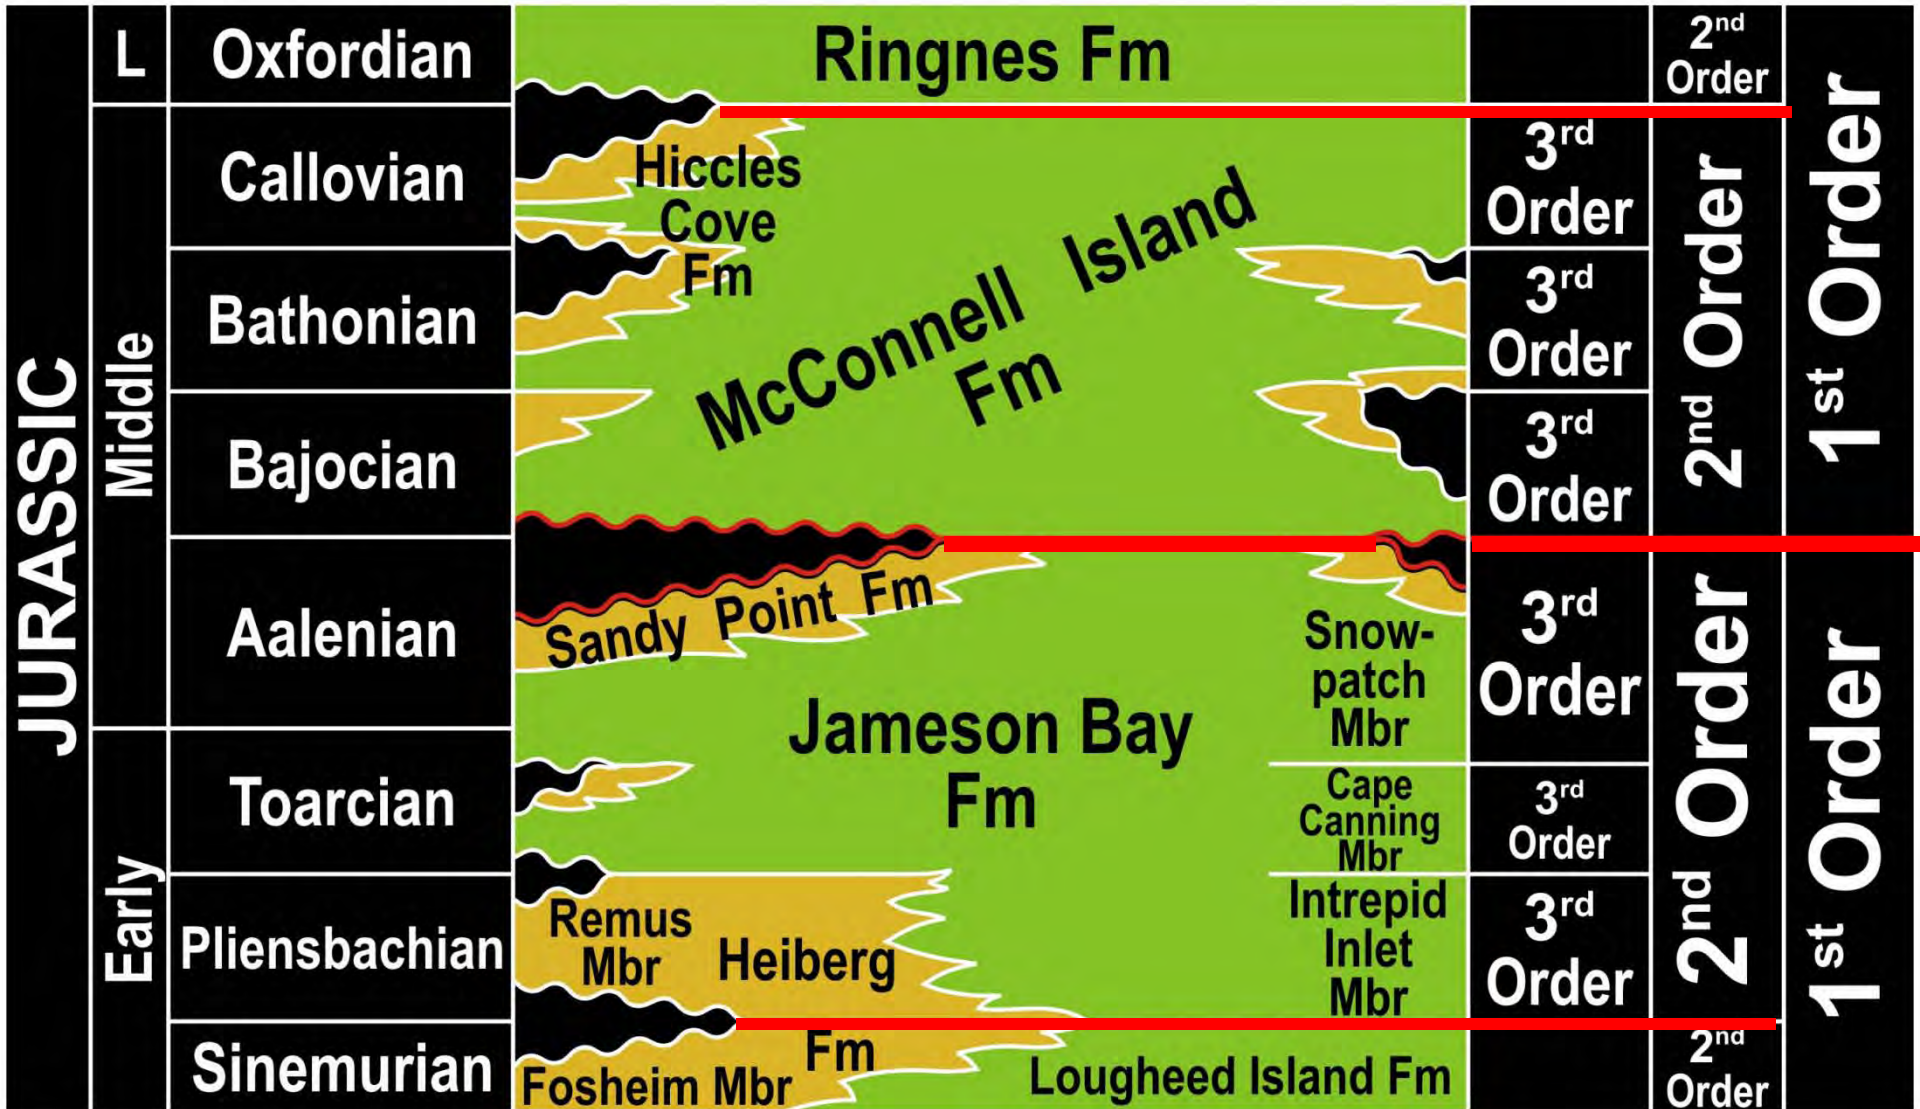 JURASSIC
L
Middle
Early
Oxfordian
Callovian
Bathonian
Bajocian
Aalenian
Toarcian
Pliensbachian
Sinemurian
Ringnes Fm
Hiccles
Cove
Fm
McConnell Island
Fm
Sandy Point Fm
Snow-
patch
Mbr
Jameson Bay
Fm
Cape
Canning
Mbr
Remus
Mbr
Heiberg
Fm
Intrepid
Inlet
Mbr
Fosheim Mbr
Lougheed Island Fm
3rd
Order
3rd
Order
3rd
Order
3rd
Order
3rd
Order
3rd
Order
2nd
Order
2nd Order
2nd Order
2nd
Order
1st Order
1st Order